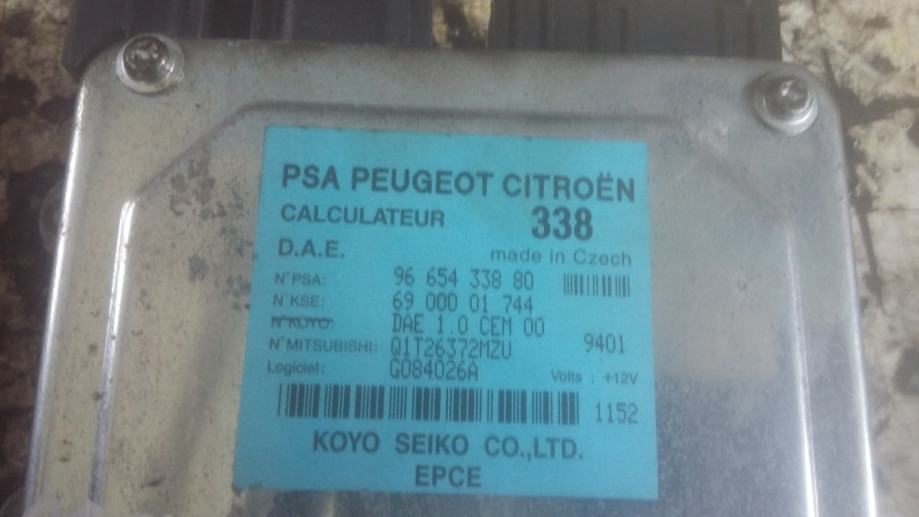 PSA PEUGEOT CITROËN
CALCULATEUR 338
D.A.E. made in Czech
N°PSA: 96 654 338 80
N°KSE: 69 000 01 744
N°KOYO: DAE 1.0 CEM 00
N°MITSUBISHI: Q1T26372MZU 9401
Logiciel: G084026A Volts : +12V
1152
KOYO SEIKO CO.,LTD.
EPCE